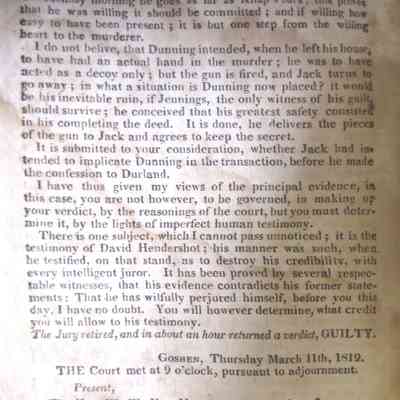 morning he goes as far as
that he was willing it should be committed; and if willing how
easy to have been present; it is but one step from the willing
heart to the murderer.
I do not belive, that Dunning intended, when he left his house,
to have had an actual hand in the murder; he was to have
acted as a decoy only; but the gun is fired, and Jack turns to
go away; in what a situation is Dunning now placed? it would
be his inevitable ruin, if Jennings, the only witness of his guilt,
should survive; he conceived that his greatest safety consisted
in his completing the deed. It is done, he delivers the pieces
of the gun to Jack and agrees to keep the secret.
It is submitted to your consideration, whether Jack had in-
tended to implicate Dunning in the transaction, before he made
the confession to Durland.
I have thus given my views of the principal evidence, in
this case, you are not however, to be governed, in making up
your verdict, by the reasonings of the court, but you must deter-
mine it, by the lights of imperfect human testimony.
There is one subject, which I cannot pass unnoticed; it is the
testimony of David Hendershot; his manner was such, when
he testified, on that stand, as to destroy his credibility, with
every intelligent juror. It has been proved by several respec-
table witnesses, that his evidence contradicts his former state-
ments: That he has wilfully perjured himself, before you this
day, I have no doubt. You will however determine, what credit
you will allow to his testimony.
The Jury retired, and in about an hour returned a verdict, GUILTY.
GOSHEN, Thursday March 11th, 1819.
THE Court met at 9 o'clock, pursuant to adjournment.
Present,